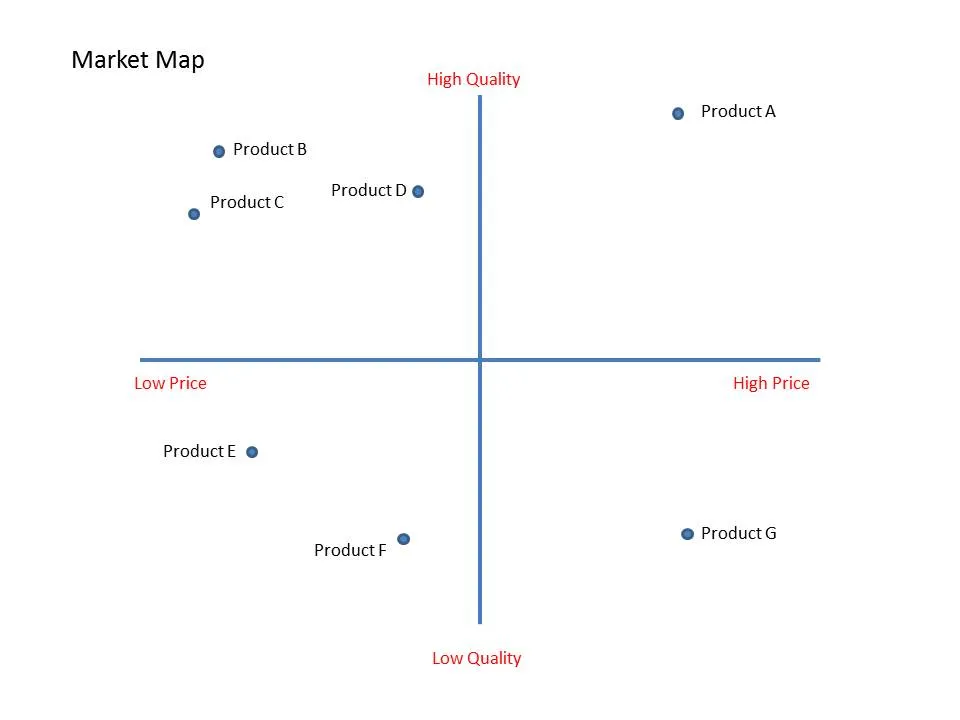 Market Map
High Quality
Product A
Product B
Product D
Product C
Low Price
High Price
Product E
Product G
Product F
Low Quality